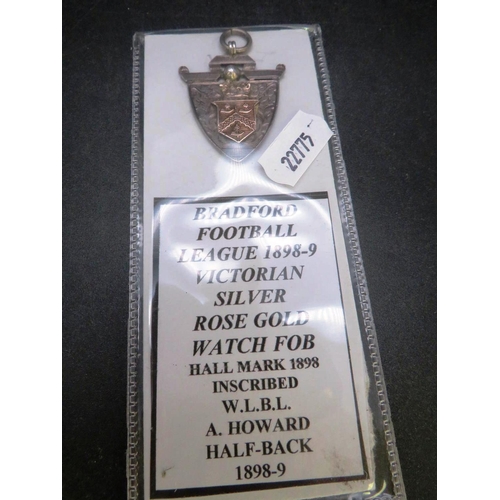 22775
BRADFORD
FOOTBALL
LEAGUE 1898-9
VICTORIAN
SILVER
ROSE GOLD
WATCH FOB
HALL MARK 1898
INSCRIBED
W.L.B.L.
A. HOWARD
HALF-BACK
1898-9